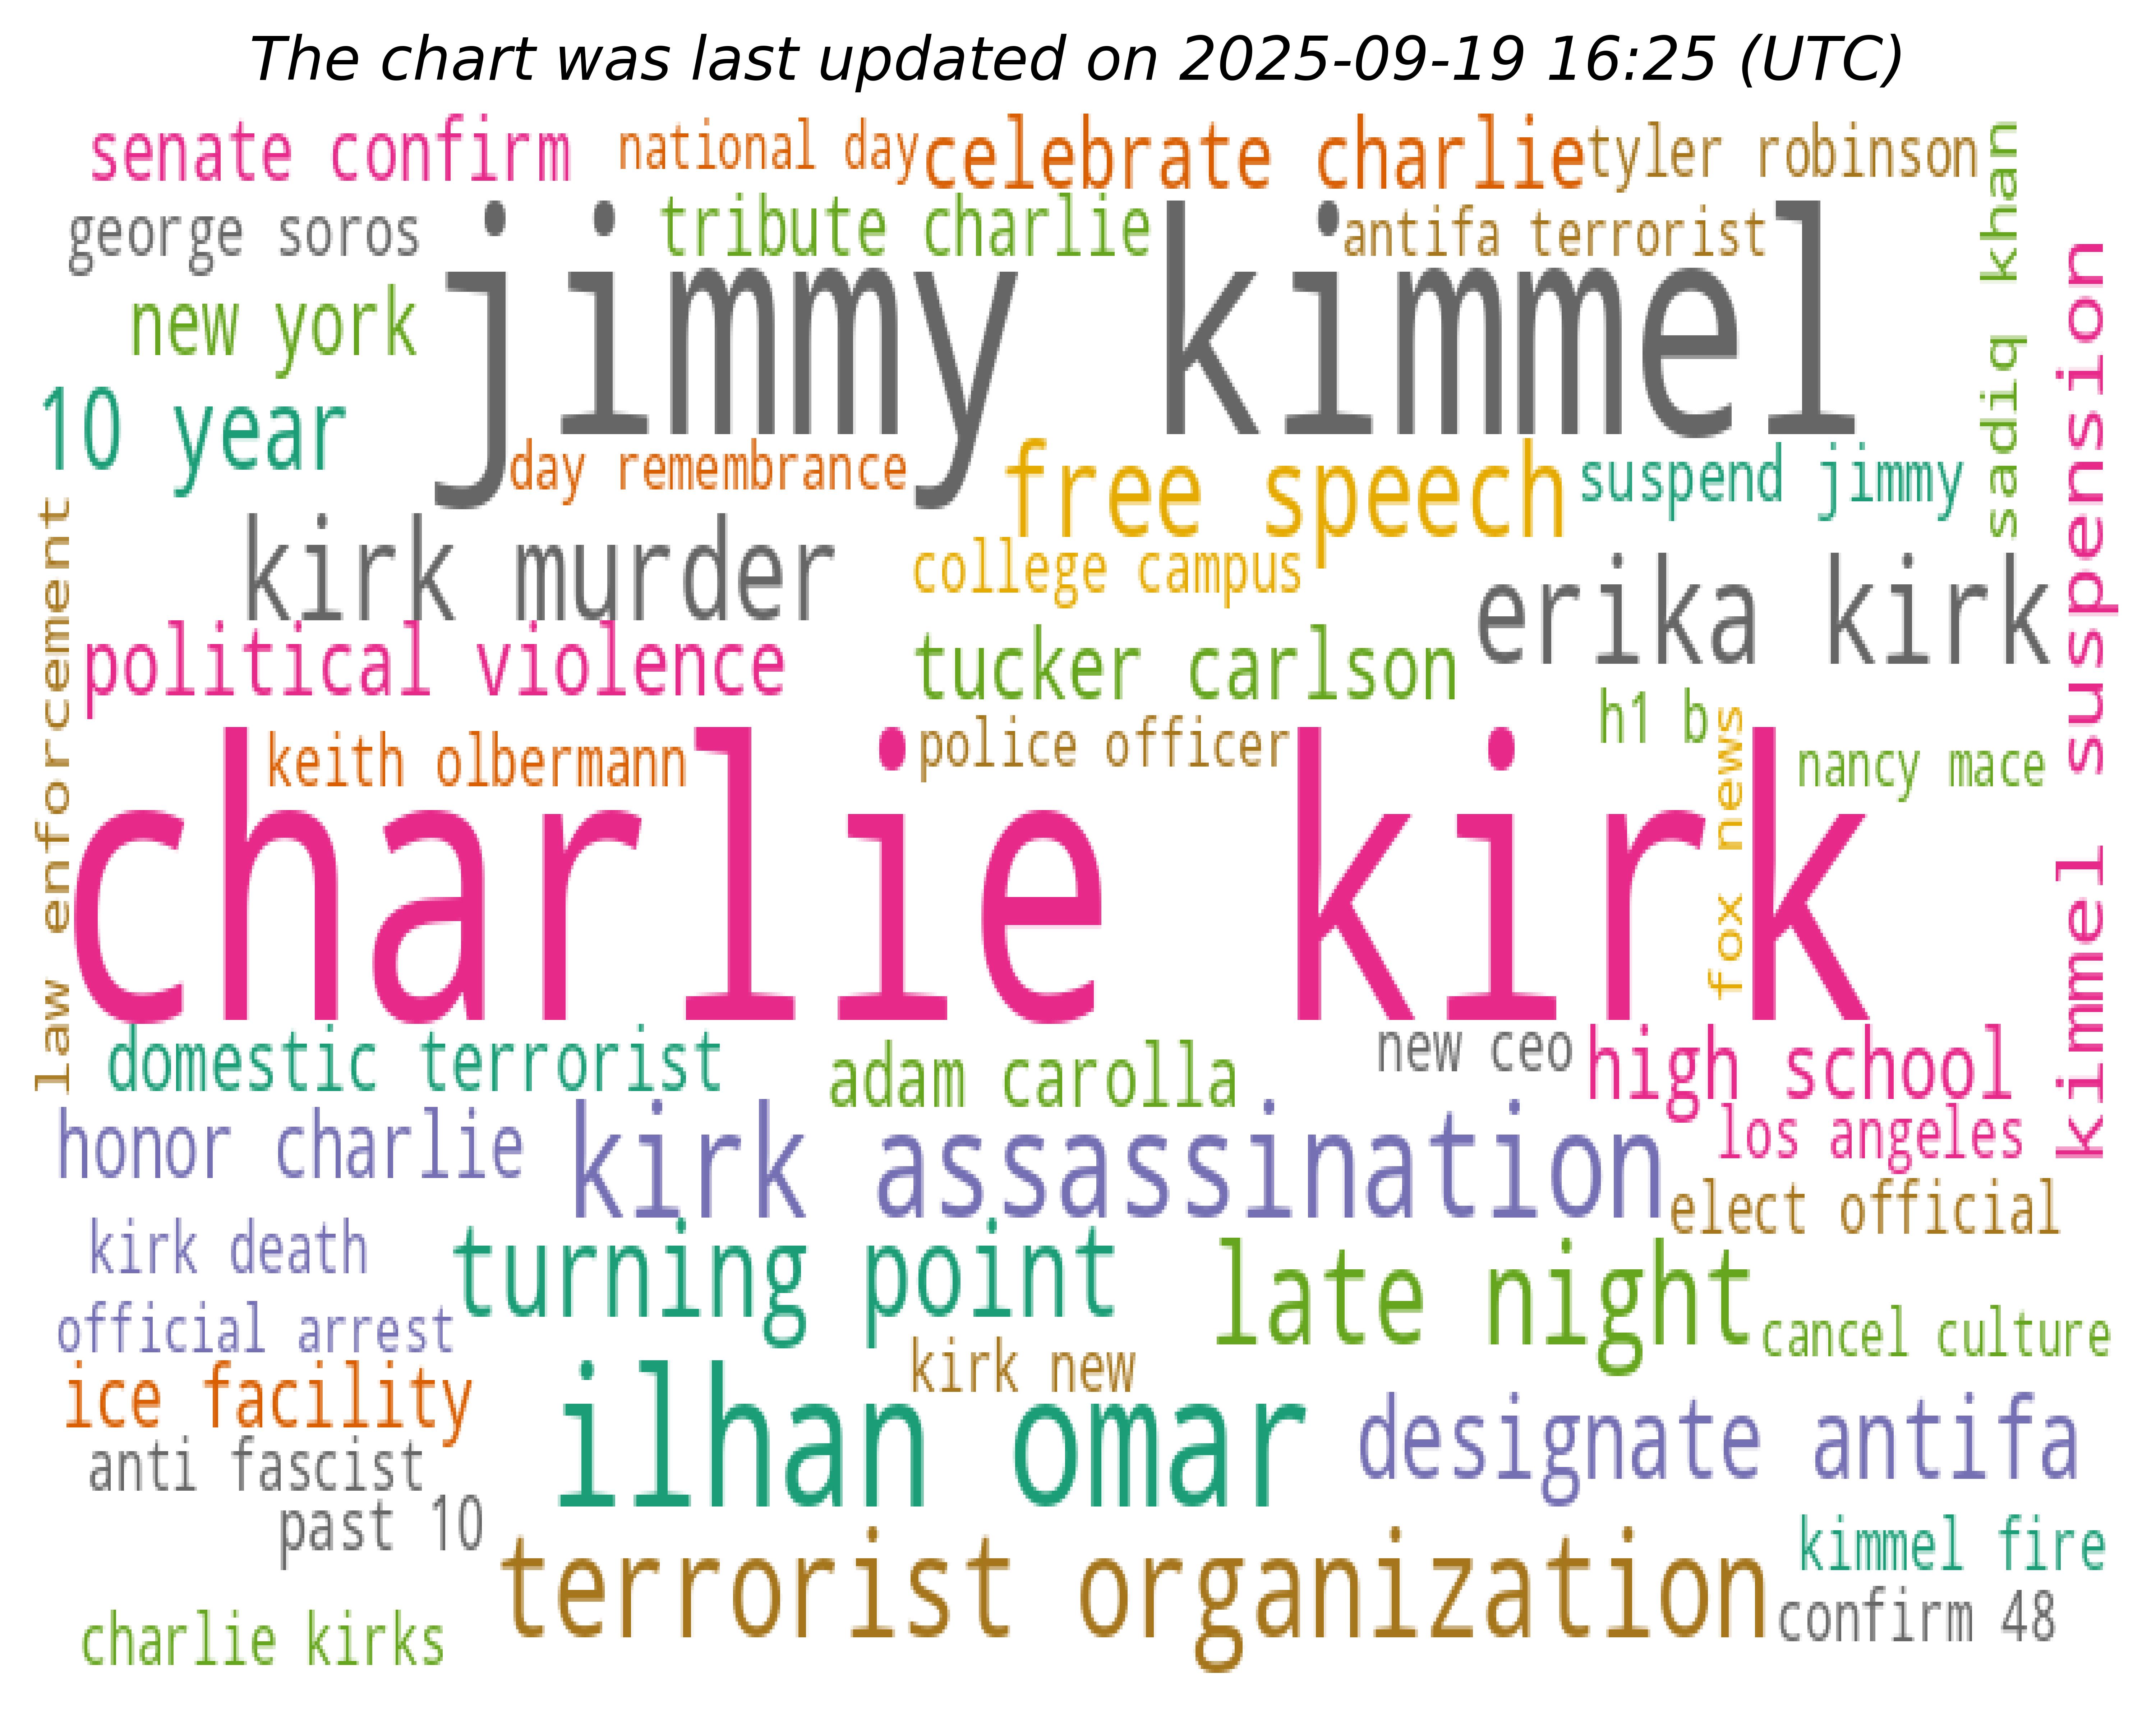 The chart was last updated on 2025-09-19 16:25 (UTC)
senate confirm
national day
celebrate charlie
tyler robinson
sadiq khan
george soros
tribute charlie
antifa terrorist
jimmy kimmel
kimmel suspension
new york
10 year
day remembrance
free speech
suspend jimmy
law enforcement
kirk murder
college campus
erika kirk
political violence
tucker carlson
h1 b
fox news
keith olbermann
police officer
nancy mace
charlie kirk
domestic terrorist
adam carolla
new ceo
high school
honor charlie
kirk assassination
los angeles
elect official
kirk death
turning point
late night
official arrest
cancel culture
ice facility
kirk new
ilhan omar
designate antifa
anti fascist
past 10
terrorist organization
kimmel fire
confirm 48
charlie kirks